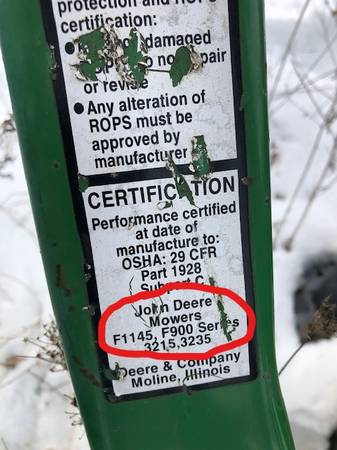 protection and ROPS
certification:
damaged
ROPS
or revise
● Any alteration of
ROPS must be
approved by
manufacturer
CERTIFICATION
Performance certified
at date of
manufacture to:
OSHA: 29 CFR
Part 1928
Subpart C
John Deere
Mowers
F1145, F900 Series
3215,3235
Deere & Company
Moline, Illinois